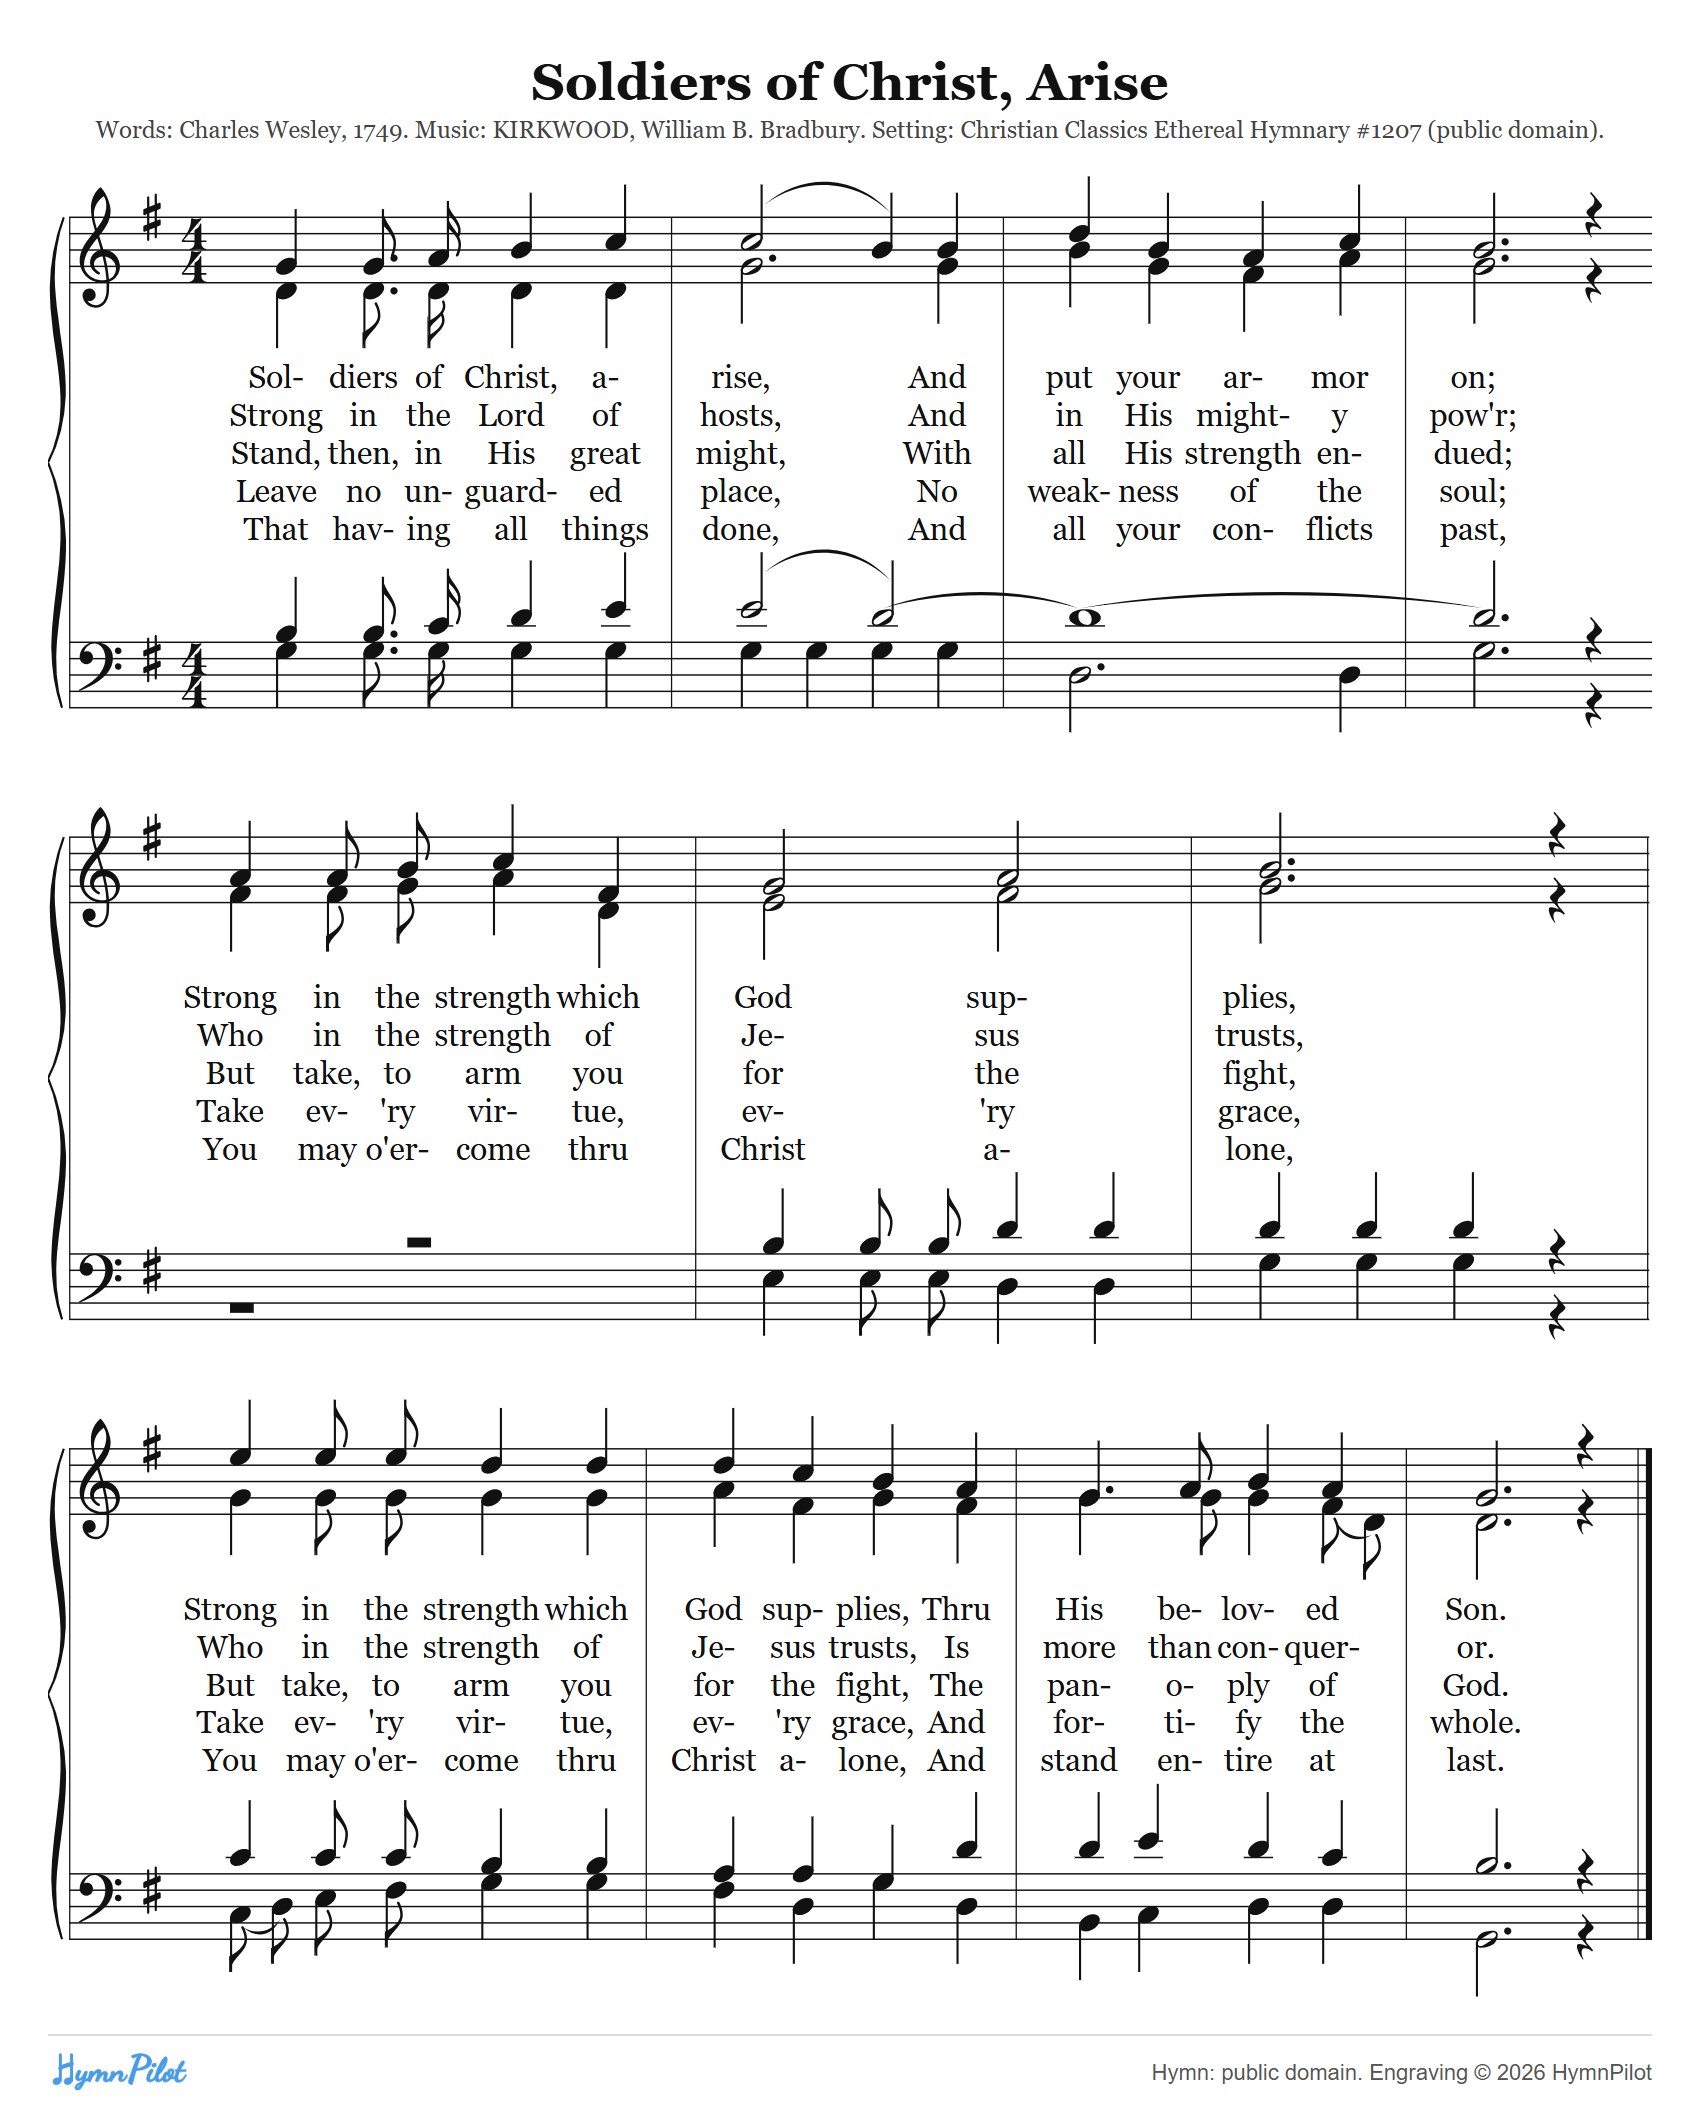 Soldiers of Christ, Arise
Words: Charles Wesley, 1749. Music: KIRKWOOD, William B. Bradbury. Setting: Christian Classics Ethereal Hymnary #1207 (public domain).
4
4
Sol- diers of Christ, a- rise, And put your ar- mor on;
Strong in the Lord of hosts, And in His might- y pow'r;
Stand, then, in His great might, With all His strength en- dued;
Leave no un- guard- ed place, No weak- ness of the soul;
That hav- ing all things done, And all your con- flicts past,
4
4
Strong in the strength which God sup- plies,
Who in the strength of Je- sus trusts,
But take, to arm you for the fight,
Take ev- 'ry vir- tue, ev- 'ry grace,
You may o'er- come thru Christ a- lone,
Strong in the strength which God sup- plies, Thru His be- lov- ed Son.
Who in the strength of Je- sus trusts, Is more than con- quer- or.
But take, to arm you for the fight, The pan- o- ply of God.
Take ev- 'ry vir- tue, ev- 'ry grace, And for- ti- fy the whole.
You may o'er- come thru Christ a- lone, And stand en- tire at last.
HymnPilot
Hymn: public domain. Engraving © 2026 HymnPilot